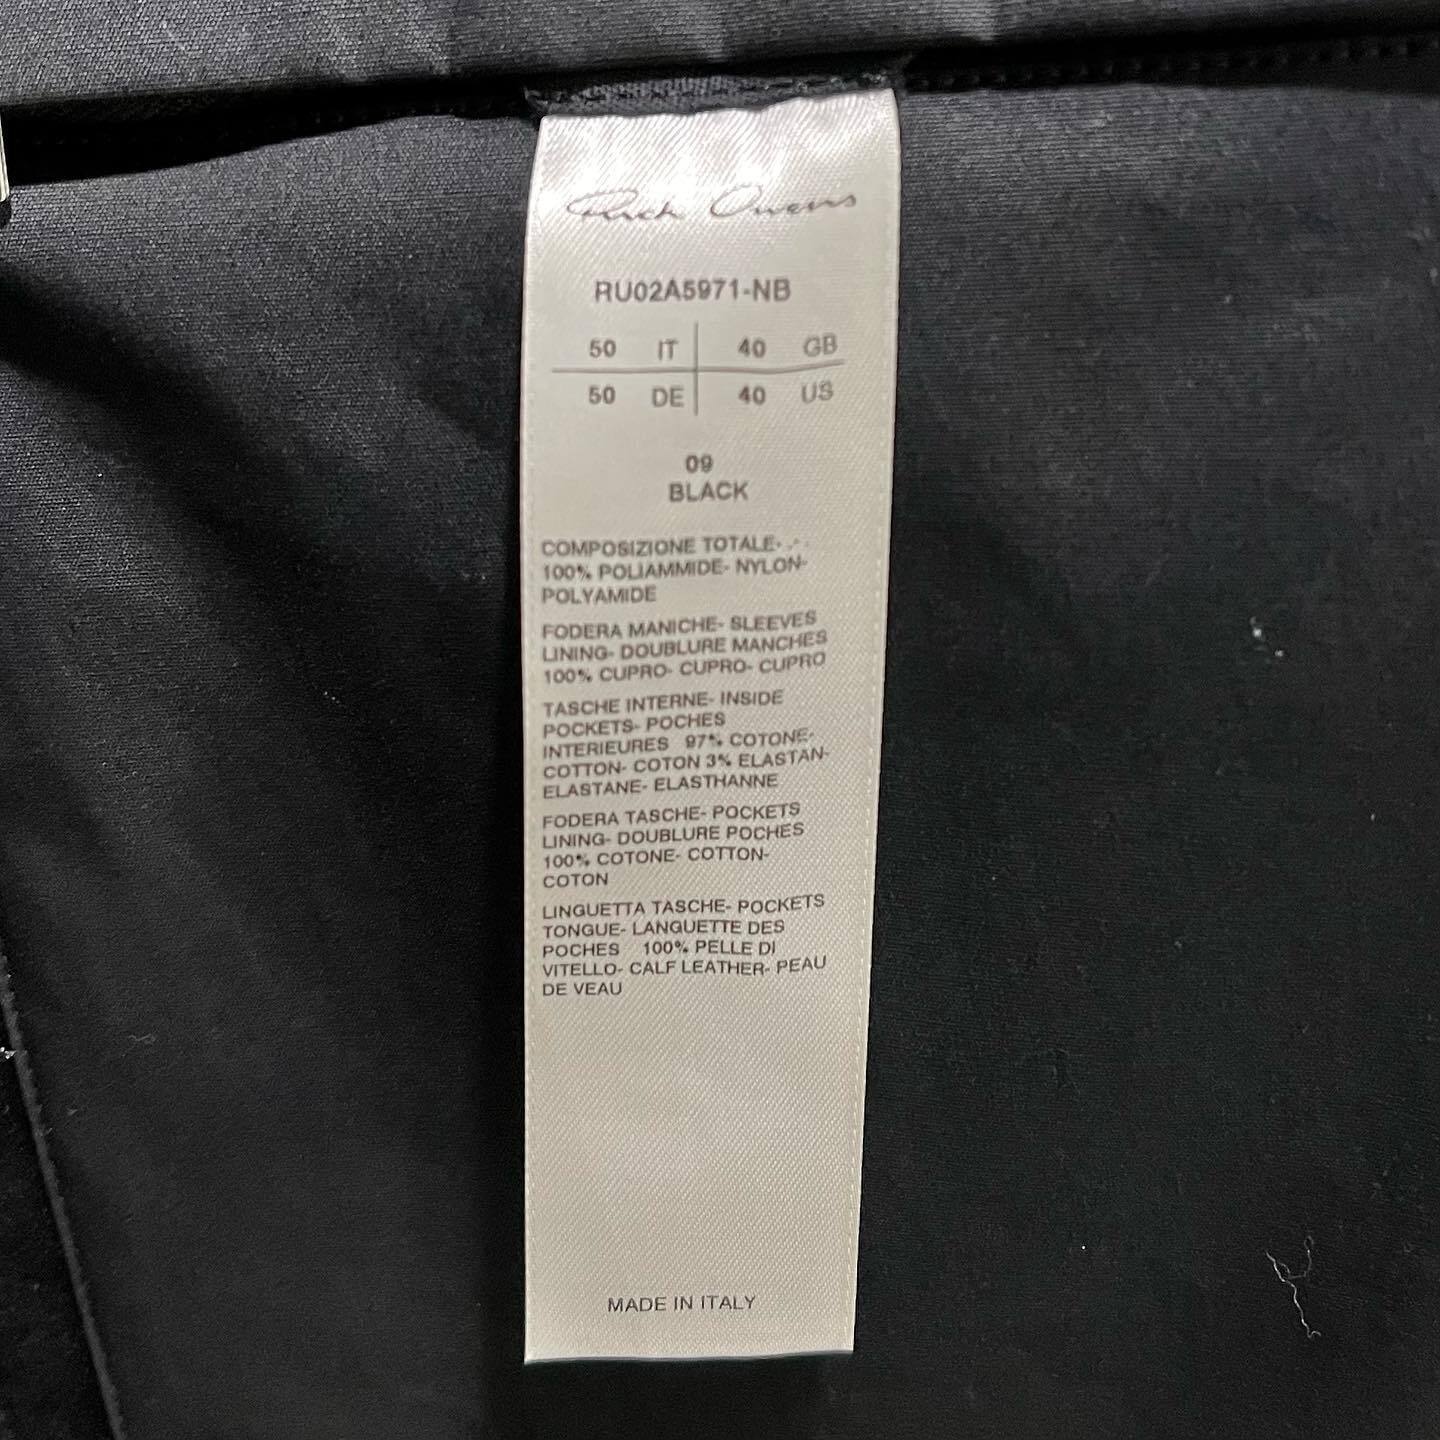 Rick Owens
RU02A5971-NB
50 IT 40 GB
50 DE 40 US
09
BLACK
COMPOSIZIONE TOTALE-
100% POLIAMMIDE- NYLON-
POLYAMIDE
FODERA MANICHE- SLEEVES
LINING- DOUBLURE MANCHES
100% CUPRO- CUPRO- CUPRO
TASCHE INTERNE- INSIDE
POCKETS- POCHES
INTERIEURES 97% COTONE-
COTTON- COTON 3% ELASTAN-
ELASTANE- ELASTHANNE
FODERA TASCHE- POCKETS
LINING- DOUBLURE POCHES
100% COTONE- COTTON-
COTON
LINGUETTA TASCHE- POCKETS
TONGUE- LANGUETTE DES
POCHES 100% PELLE DI
VITELLO- CALF LEATHER- PEAU
DE VEAU
MADE IN ITALY